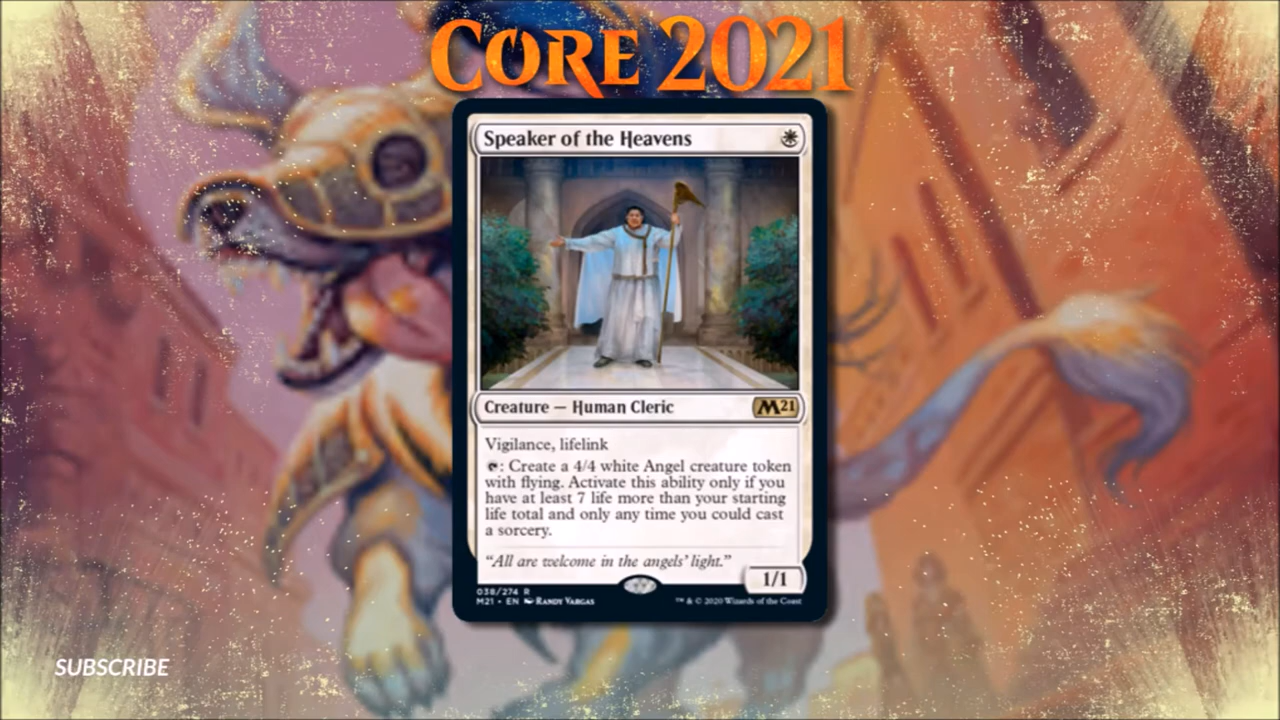 CORE 2021
Speaker of the Heavens
Creature — Human Cleric
M21
Vigilance, lifelink
: Create a 4/4 white Angel creature token
with flying. Activate this ability only if you
have at least 7 life more than your starting
life total and only any time you could cast
a sorcery.
“All are welcome in the angels’ light.”
1/1
038/274 R
M21 • EN RANDY VARGAS
™ & © 2020 Wizards of the Coast
SUBSCRIBE